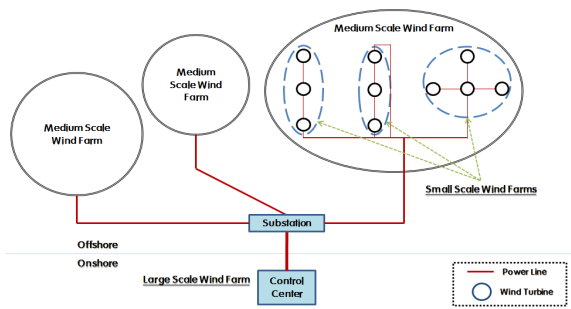 Medium Scale Wind Farm
Medium
Scale Wind
Farm
Medium Scale
Wind Farm
Small Scale Wind Farms
Substation
Offshore
Onshore
Large Scale Wind Farm
Control
Center
Power Line
Wind Turbine